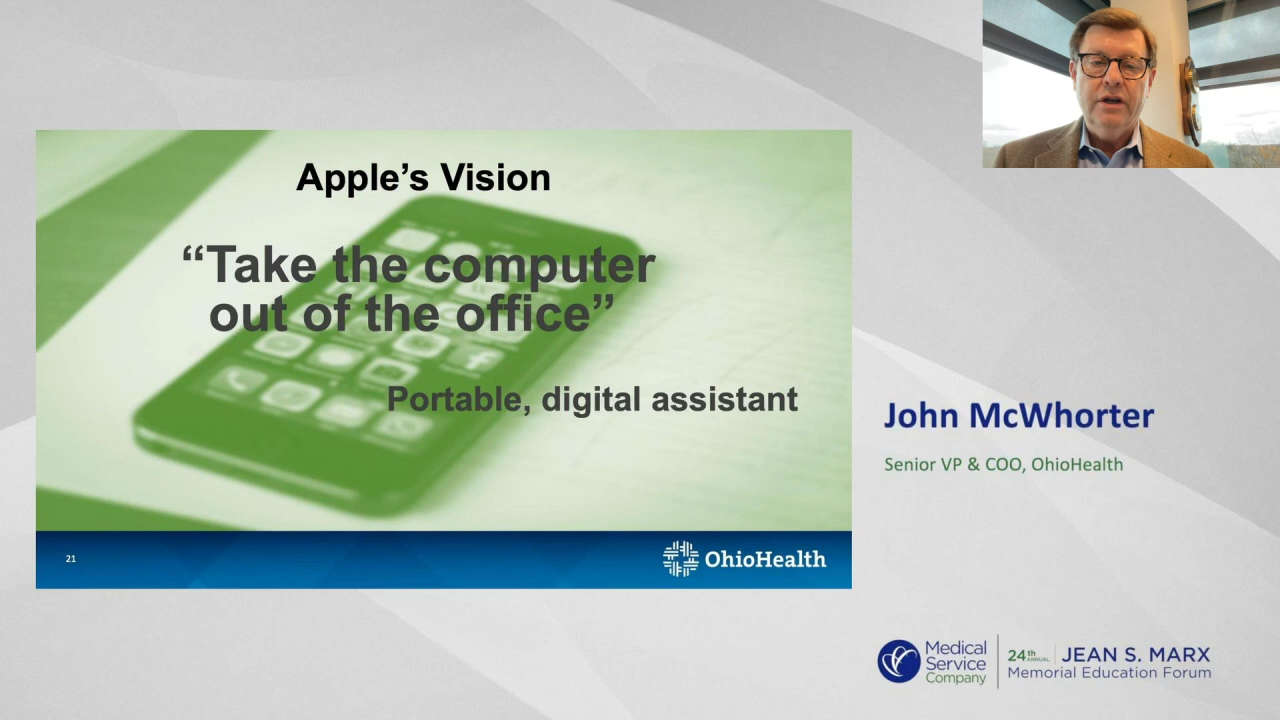 Apple’s Vision
“Take the computer
out of the office”
Portable, digital assistant
21
OhioHealth
John McWhorter
Senior VP & COO, OhioHealth
Medical
Service
Company
24th ANNUAL
JEAN S. MARX
Memorial Education Forum